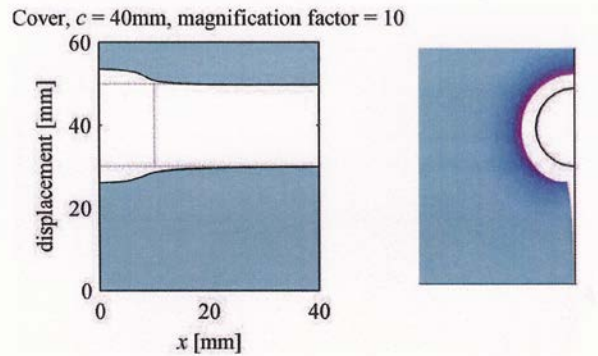 Cover, c = 40mm, magnification factor = 10
60
40
20
0
displacement [mm]
0
20
40
x [mm]